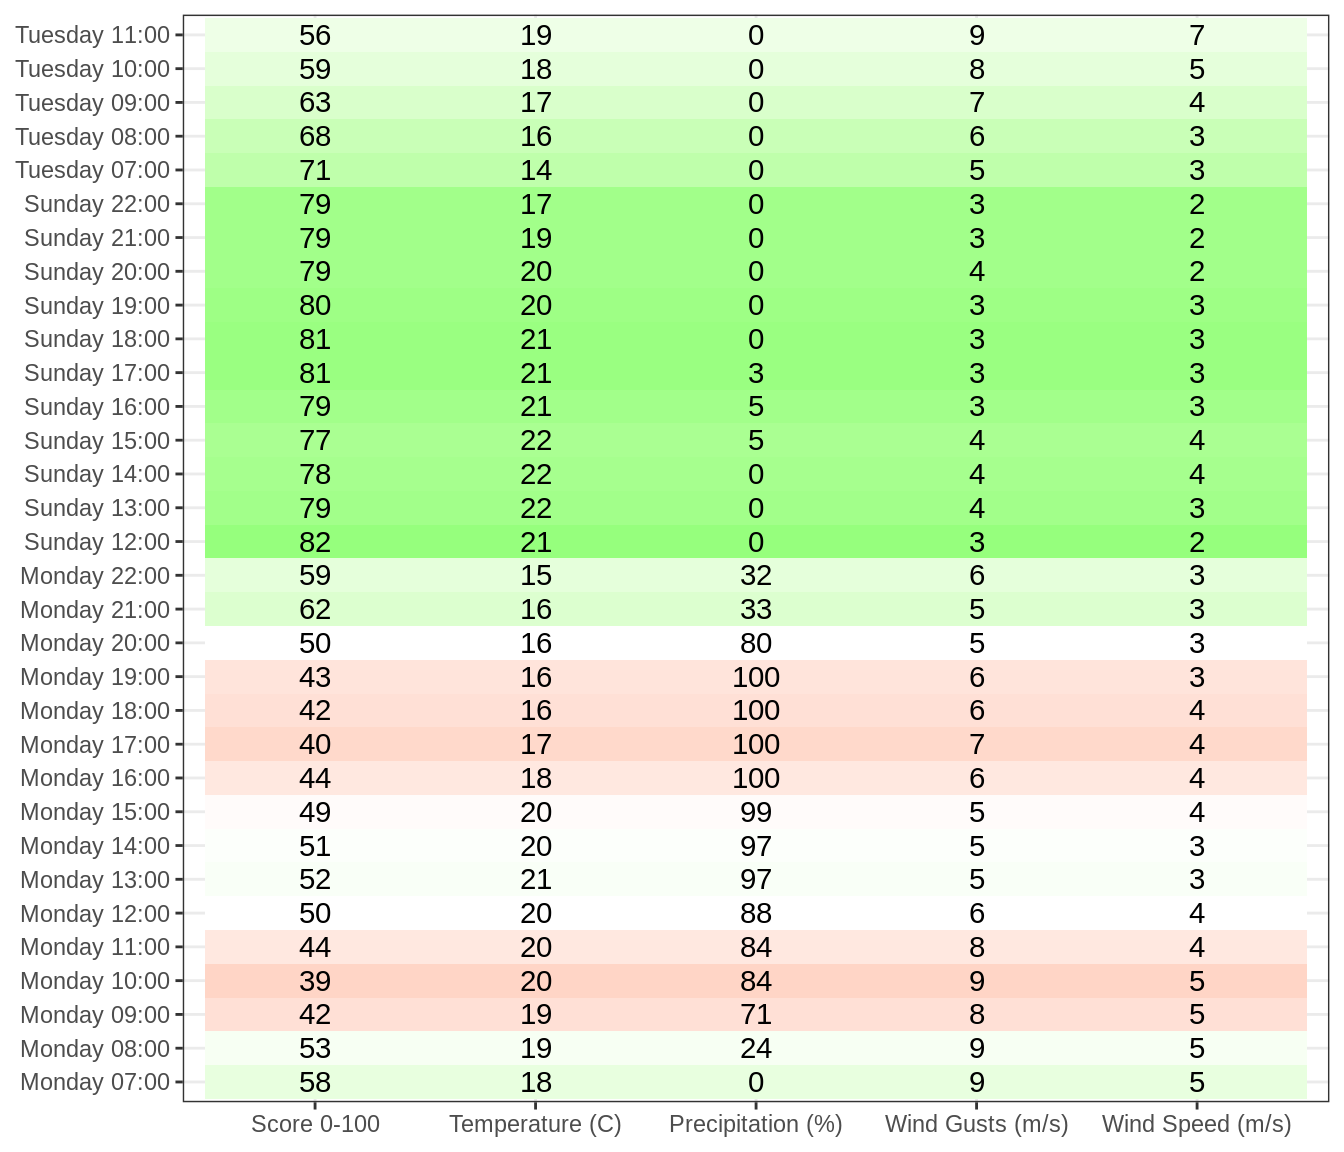 Tuesday 11:00 56 19 0 9 7
Tuesday 10:00 59 18 0 8 5
Tuesday 09:00 63 17 0 7 4
Tuesday 08:00 68 16 0 6 3
Tuesday 07:00 71 14 0 5 3
Sunday 22:00 79 17 0 3 2
Sunday 21:00 79 19 0 3 2
Sunday 20:00 79 20 0 4 2
Sunday 19:00 80 20 0 3 3
Sunday 18:00 81 21 0 3 3
Sunday 17:00 81 21 3 3 3
Sunday 16:00 79 21 5 3 3
Sunday 15:00 77 22 5 4 4
Sunday 14:00 78 22 0 4 4
Sunday 13:00 79 22 0 4 3
Sunday 12:00 82 21 0 3 2
Monday 22:00 59 15 32 6 3
Monday 21:00 62 16 33 5 3
Monday 20:00 50 16 80 5 3
Monday 19:00 43 16 100 6 3
Monday 18:00 42 16 100 6 4
Monday 17:00 40 17 100 7 4
Monday 16:00 44 18 100 6 4
Monday 15:00 49 20 99 5 4
Monday 14:00 51 20 97 5 3
Monday 13:00 52 21 97 5 3
Monday 12:00 50 20 88 6 4
Monday 11:00 44 20 84 8 4
Monday 10:00 39 20 84 9 5
Monday 09:00 42 19 71 8 5
Monday 08:00 53 19 24 9 5
Monday 07:00 58 18 0 9 5
Score 0-100 Temperature (C) Precipitation (%) Wind Gusts (m/s) Wind Speed (m/s)